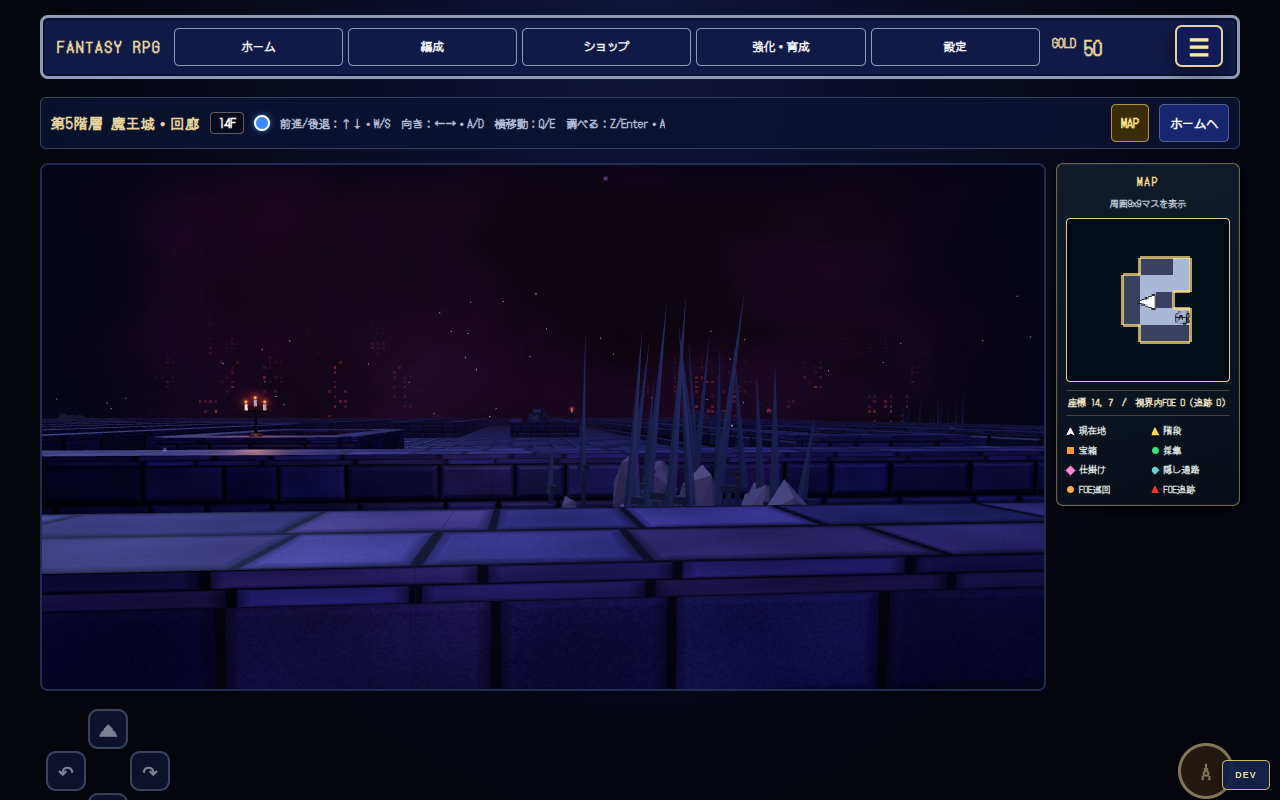 FANTASY RPG
ホーム
編成
ショップ
強化・育成
設定
GOLD 50
第5階層 魔王城・回廊
14F
前進/後退：↑↓・W/S 向き：←→・A/D 横移動：Q/E 調べる：Z/Enter・A
MAP
ホームへ
MAP
周囲9x9マスを表示
座標 14, 7 / 視界内FOE 0 (追跡 0)
現在地
階段
宝箱
採集
仕掛け
隠し通路
FOE巡回
FOE追跡
A
DEV